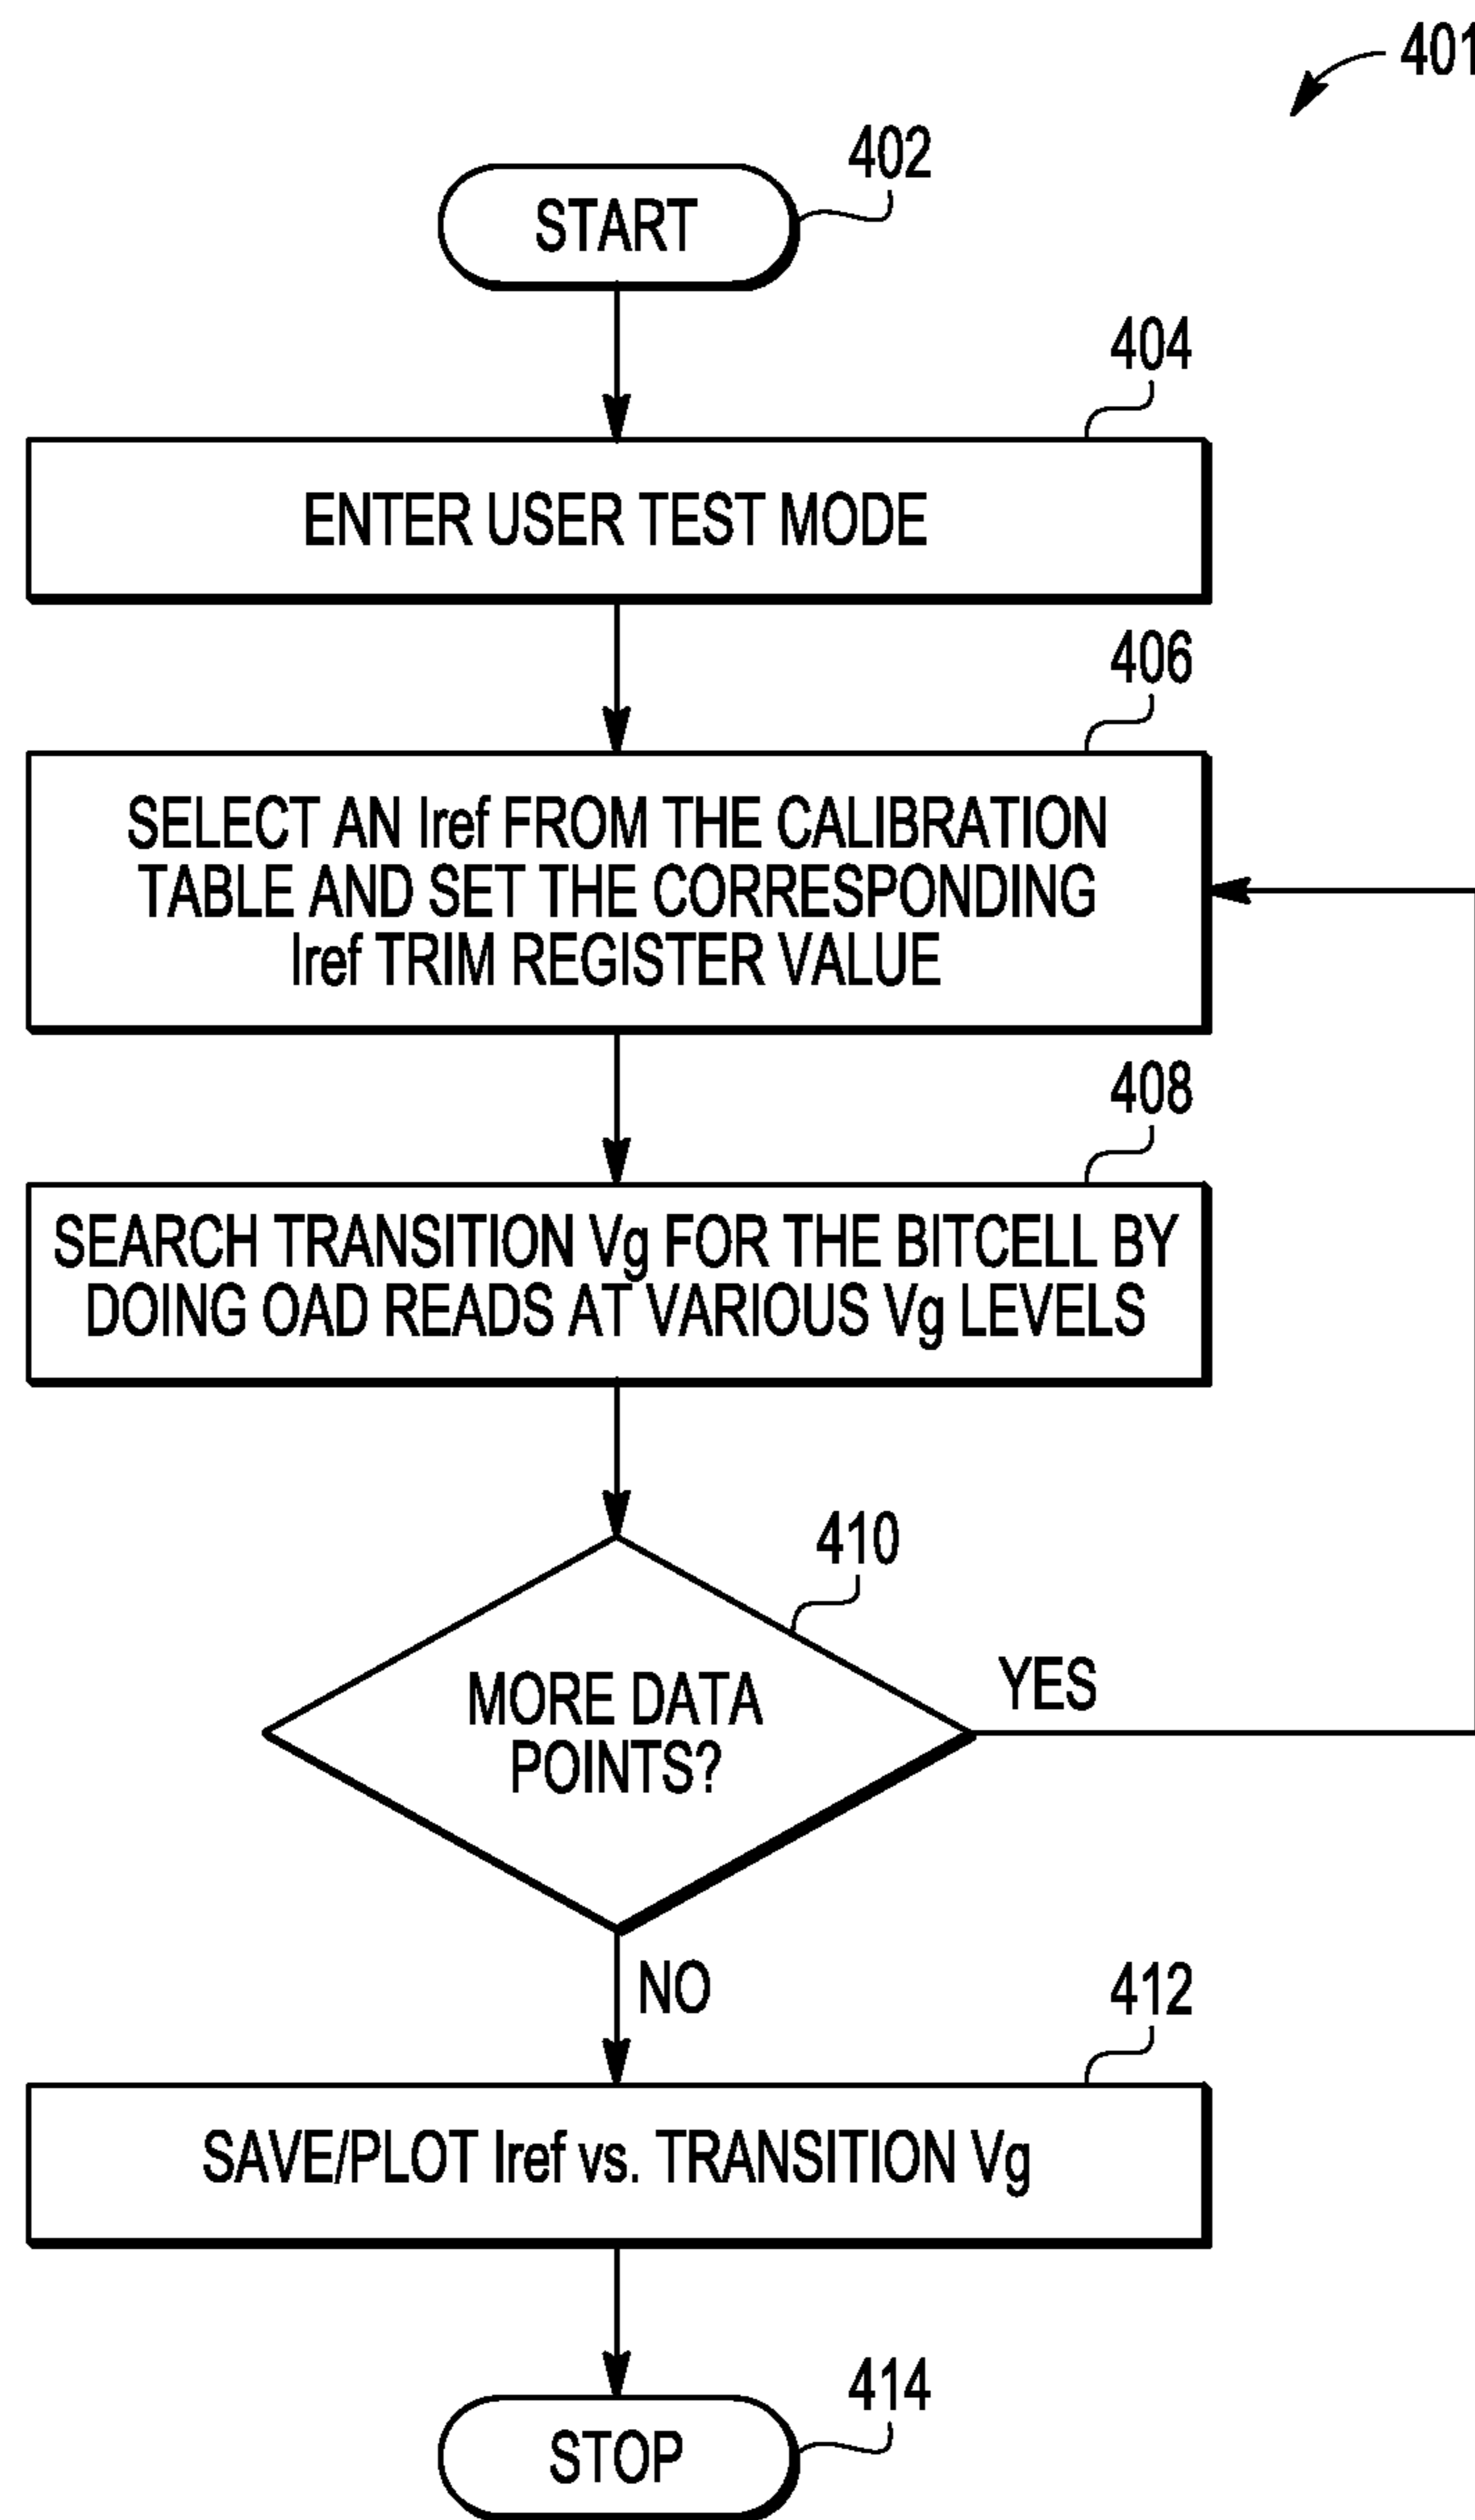 401
402
START
404
ENTER USER TEST MODE
406
SELECT AN Iref FROM THE CALIBRATION
TABLE AND SET THE CORRESPONDING
Iref TRIM REGISTER VALUE
408
SEARCH TRANSITION Vg FOR THE BITCELL BY
DOING OAD READS AT VARIOUS Vg LEVELS
410
MORE DATA
POINTS?
YES
NO
412
SAVE/PLOT Iref vs. TRANSITION Vg
414
STOP